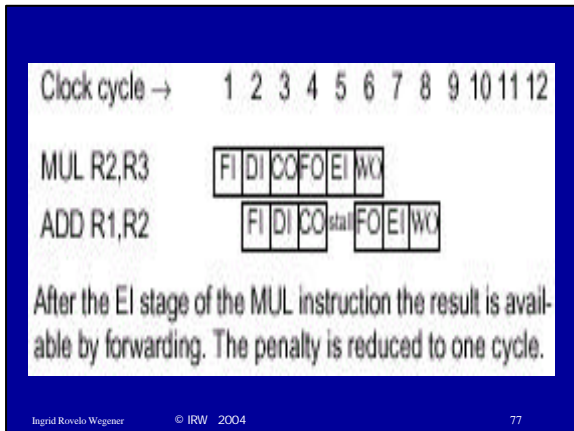 Clock cycle → 1 2 3 4 5 6 7 8 9 10 11 12
MUL R2,R3 FI DI CO FO EI WO
ADD R1,R2 FI DI CO stall FO EI WO
After the EI stage of the MUL instruction the result is avail-
able by forwarding. The penalty is reduced to one cycle.
Ingrid Rovelo Wegener © IRW 2004 77